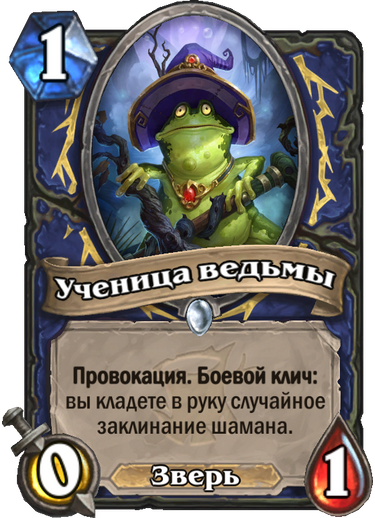 1
Ученица ведьмы
Провокация. Боевой клич:
вы кладете в руку случайное
заклинание шамана.
0
Зверь
1